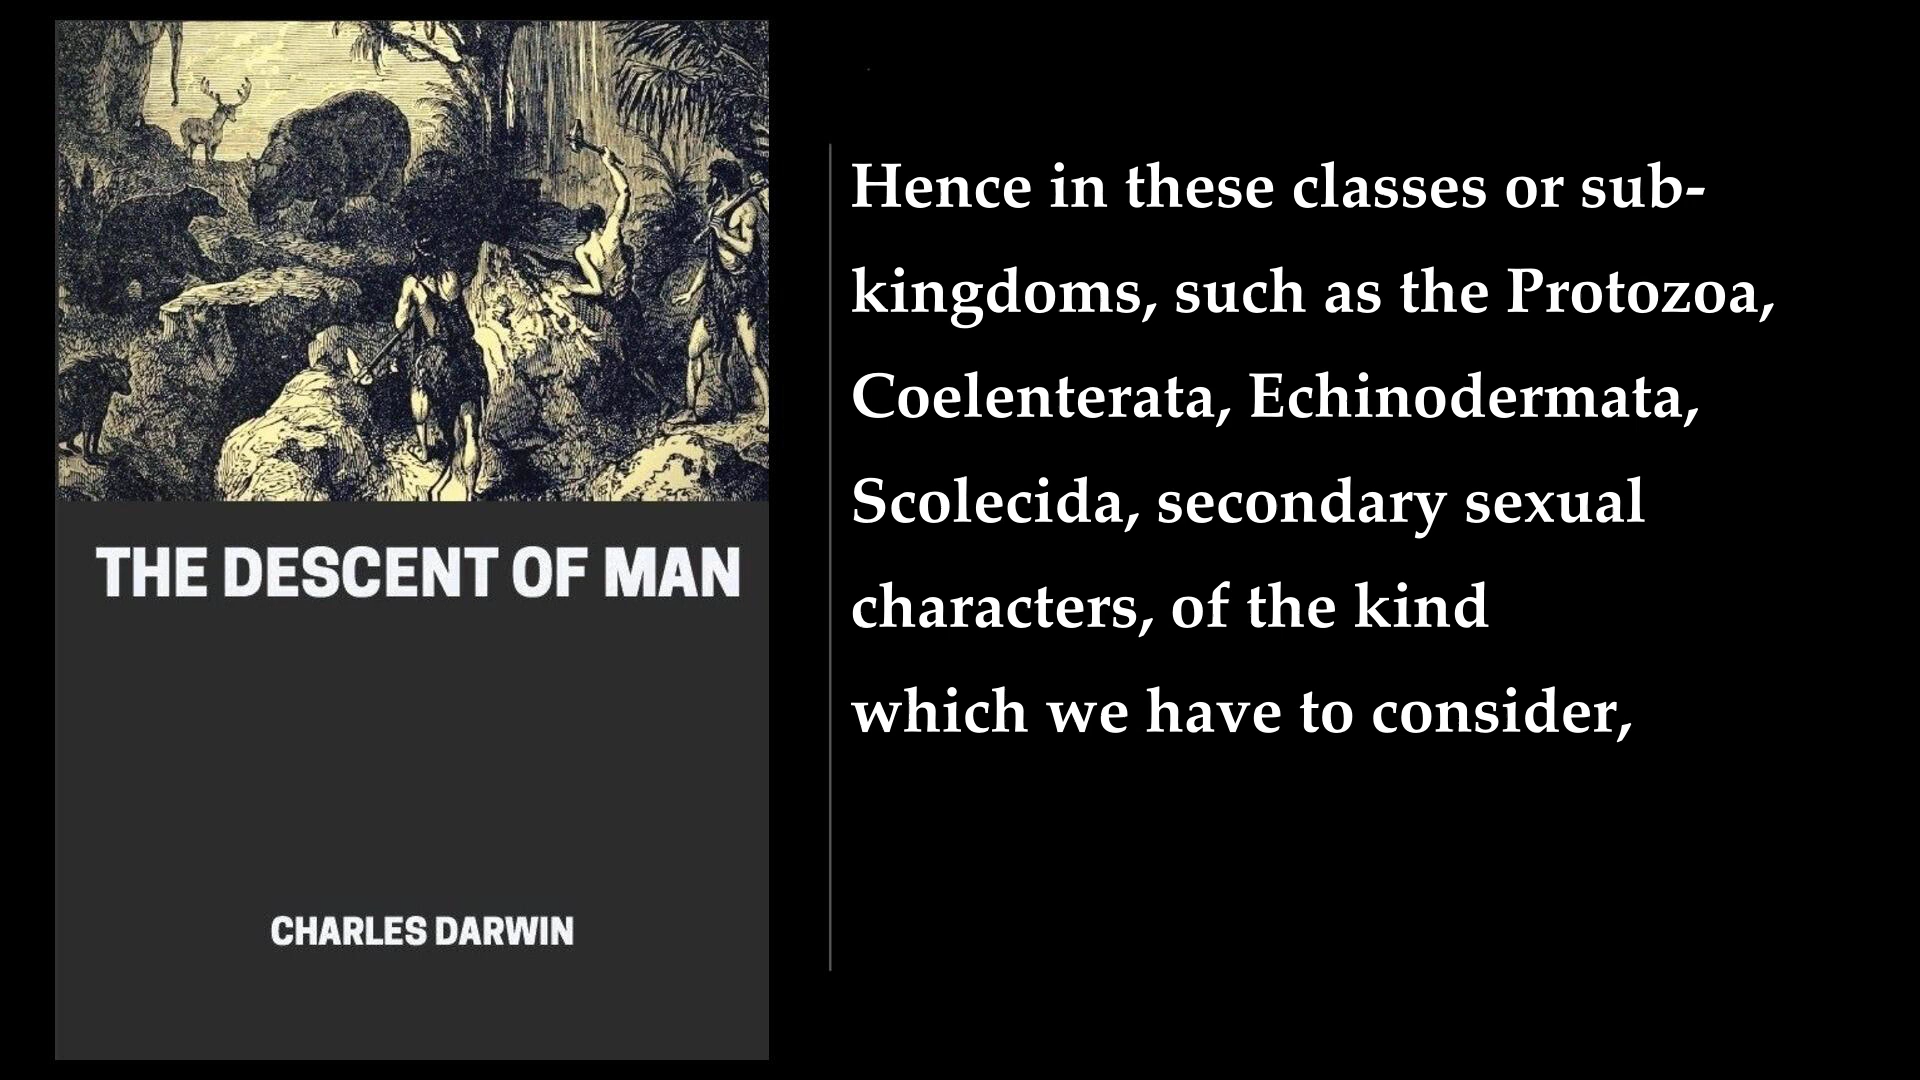 THE DESCENT OF MAN
CHARLES DARWIN
Hence in these classes or sub-
kingdoms, such as the Protozoa,
Coelenterata, Echinodermata,
Scolecida, secondary sexual
characters, of the kind
which we have to consider,